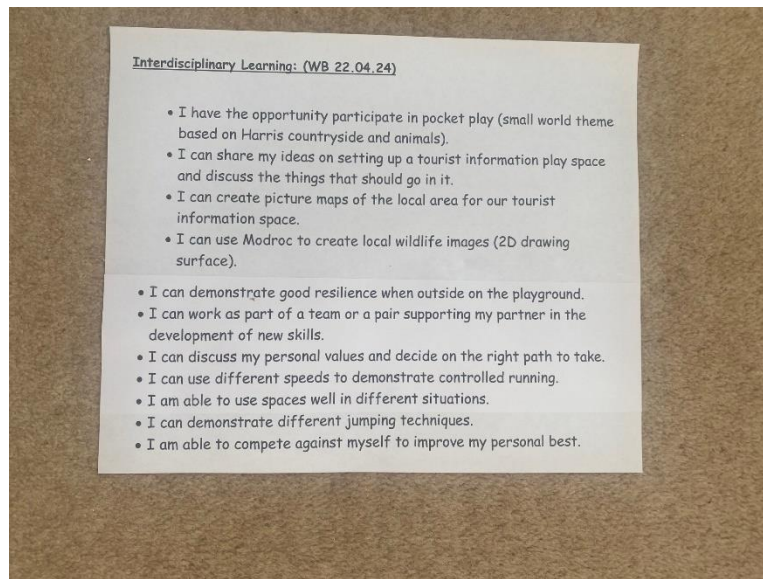 Interdisciplinary Learning: (WB 22.04.24)
• I have the opportunity participate in pocket play (small world theme
based on Harris countryside and animals).
• I can share my ideas on setting up a tourist information play space
and discuss the things that should go in it.
• I can create picture maps of the local area for our tourist
information space.
• I can use Modroc to create local wildlife images (2D drawing
surface).
• I can demonstrate good resilience when outside on the playground.
• I can work as part of a team or a pair supporting my partner in the
development of new skills.
• I can discuss my personal values and decide on the right path to take.
• I can use different speeds to demonstrate controlled running.
• I am able to use spaces well in different situations.
• I can demonstrate different jumping techniques.
• I am able to compete against myself to improve my personal best.